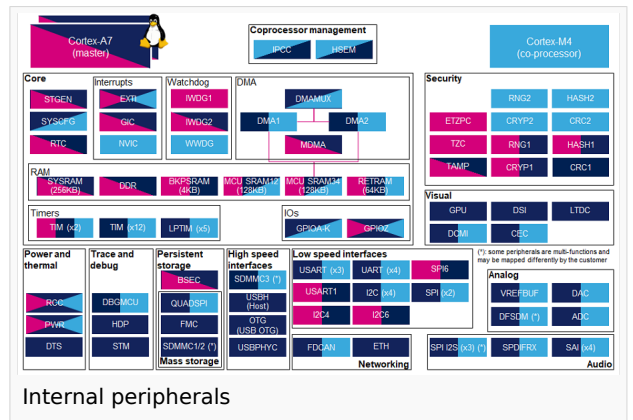 Cortex-A7
(master)
Coprocessor management
IPCC
HSEM
Cortex-M4
(co-processor)
Core
STGEN
SYSCFG
RTC
Interrupts
EXTI
GIC
NVIC
Watchdog
IWDG1
IWDG2
WWDG
DMA
DMAMUX
DMA1
DMA2
MDMA
Security
RNG2
HASH2
ETZPC
CRYP2
CRC2
TZC
RNG1
HASH1
TAMP
CRYP1
CRC1
RAM
SYSRAM
(256KB)
DDR
BKPSRAM
(4KB)
MCU SRAM12
(128KB)
MCU SRAM34
(128KB)
RETRAM
(64KB)
Timers
TIM (x2)
TIM (x12)
LPTIM (x5)
IOs
GPIOA-K
GPIOZ
Visual
GPU
DSI
LTDC
DCMI
CEC
Power and
thermal
RCC
PWR
DTS
Trace and
debug
DBGMCU
HDP
STM
Persistent
storage
BSEC
QUADSPI
FMC
SDMMC1/2 (*)
Mass storage
High speed
interfaces
SDMMC3 (*)
USBH
(Host)
OTG
(USB OTG)
USBPHYC
Low speed interfaces
USART (x3)
UART (x4)
SPI6
USART1
I2C (x4)
SPI (x2)
I2C4
I2C6
FDCAN
ETH
Networking
(*): some peripherals are multi-functions and
may be mapped differently by the customer
Analog
VREFBUF
DAC
DFSDM (*)
ADC
SPI I2S (x3) (*)
SPDIFRX
SAI (x4)
Audio
Internal peripherals